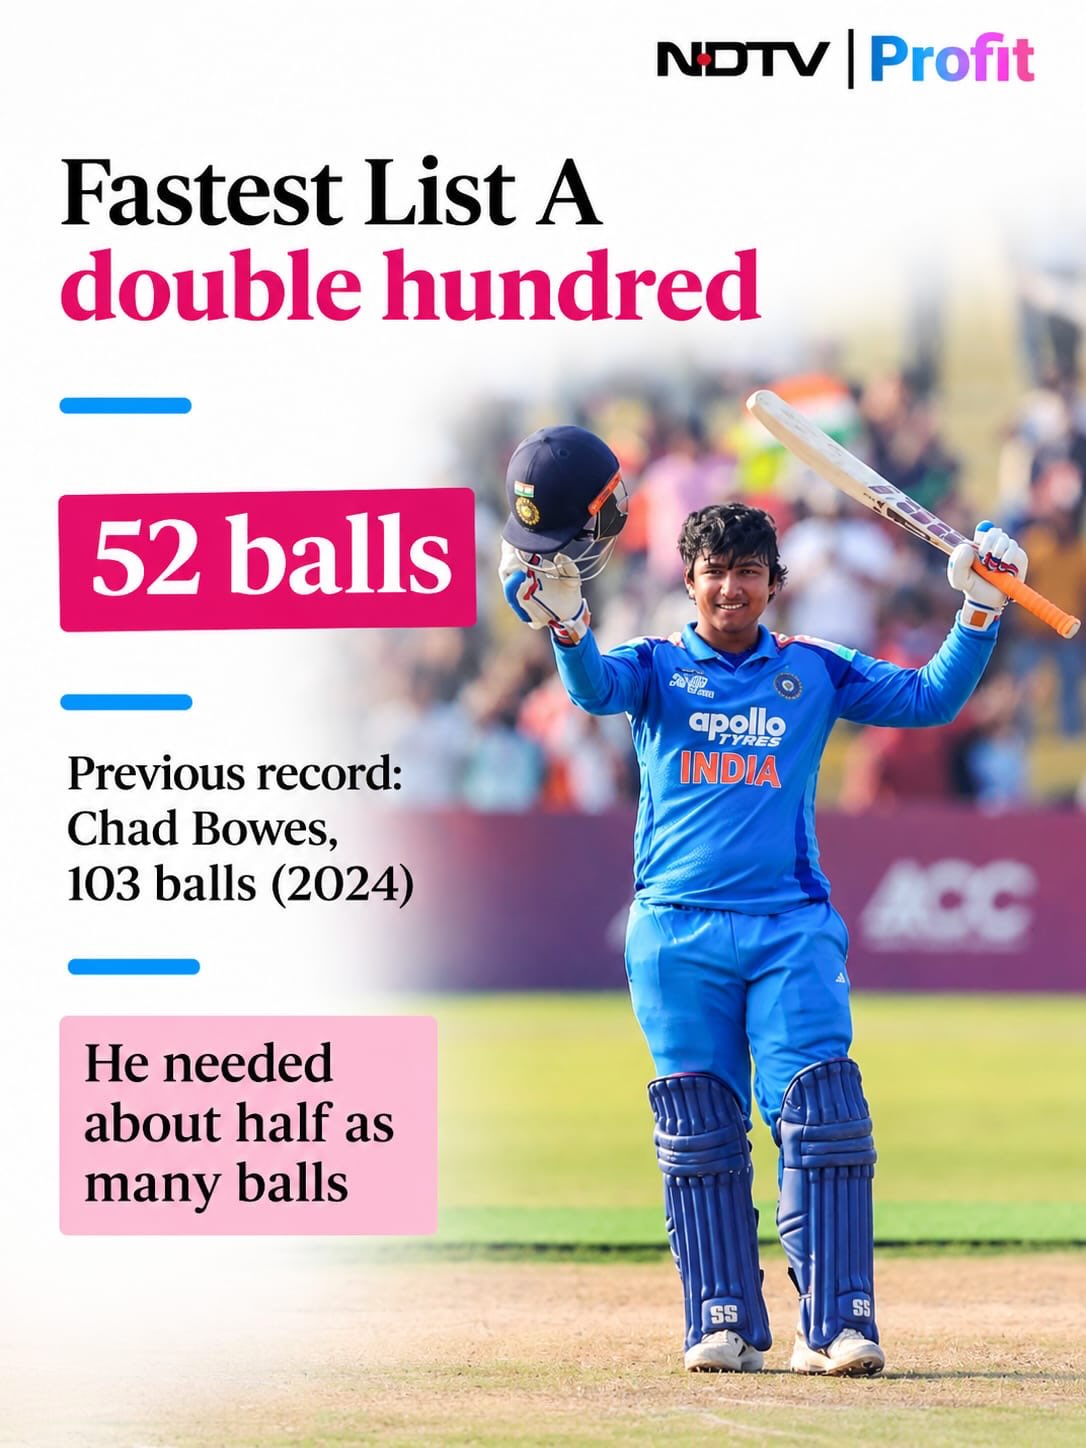 NDTV | Profit
Fastest List A
double hundred
52 balls
Previous record:
Chad Bowes,
103 balls (2024)
He needed
about half as
many balls
apollo
TYRES
INDIA
ACC
SS
SS